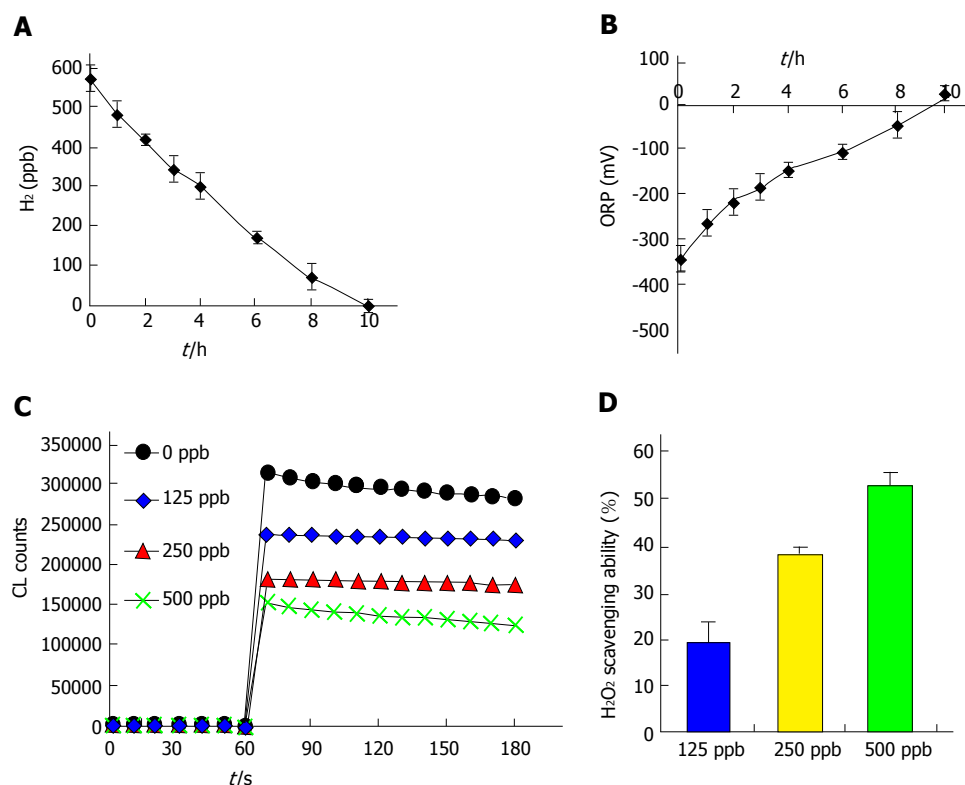 A
H₂ (ppb)
600
500
400
300
200
100
0
0 2 4 6 8 10
t/h
B
ORP (mV)
t/h
100
0
-100
-200
-300
-400
-500
0 2 4 6 8 10
C
CL counts
350000
300000
250000
200000
150000
100000
50000
0
0 ppb
125 ppb
250 ppb
500 ppb
0 30 60 90 120 150 180
t/s
D
H₂O₂ scavenging ability (%)
60
50
40
30
20
10
0
125 ppb 250 ppb 500 ppb